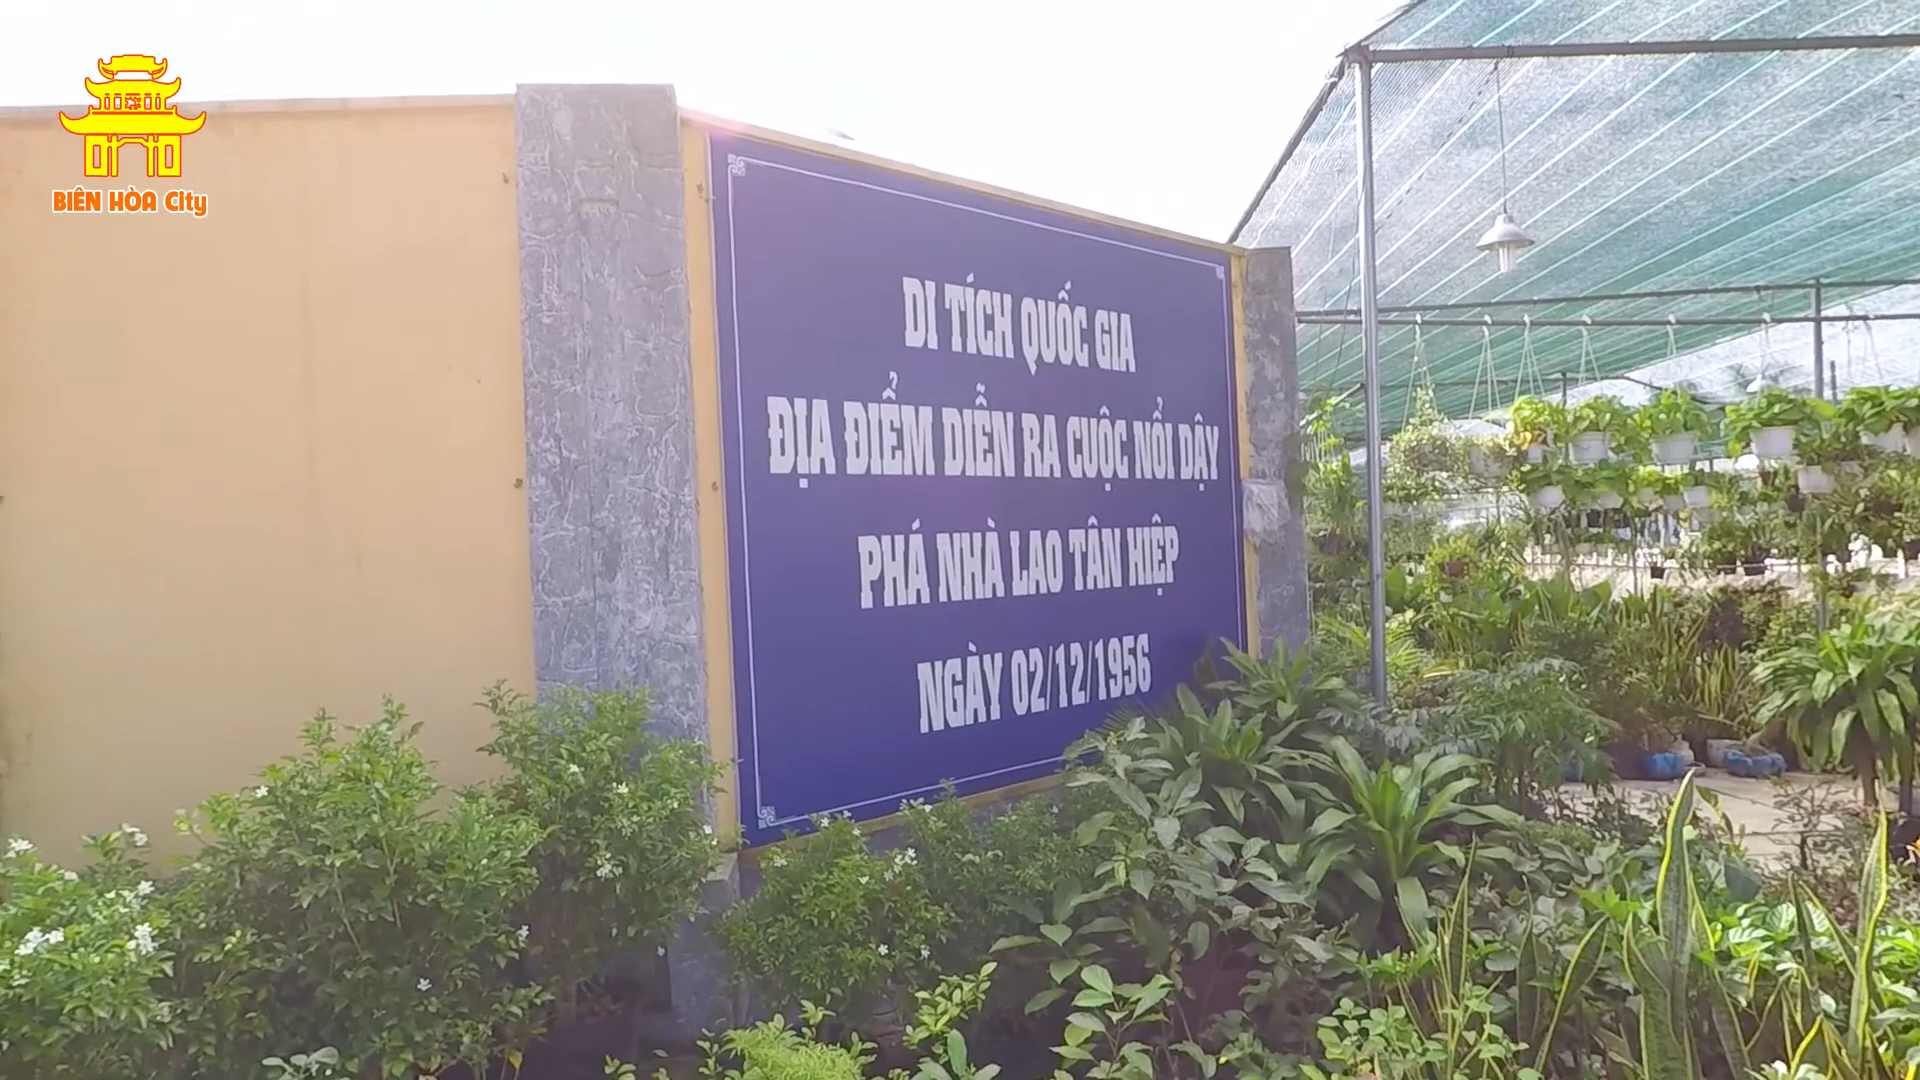 BIÊN HÒA City
DI TÍCH QUỐC GIA
ĐỊA ĐIỂM DIỄN RA CUỘC NỔI DẬY
PHÁ NHÀ LAO TÂN HIỆP
NGÀY 02/12/1956